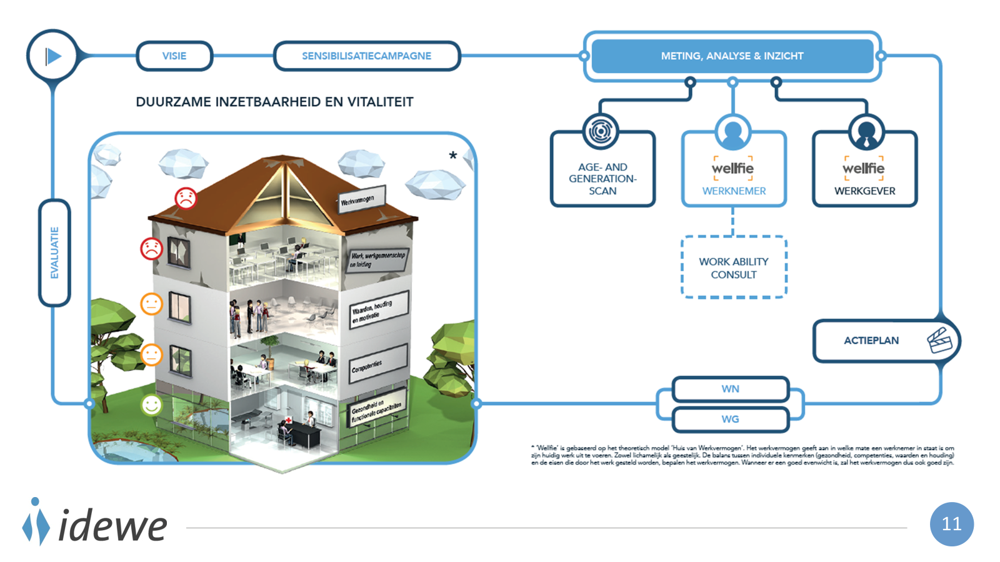 VISIE
SENSIBILISATIECAMPAGNE
METING, ANALYSE & INZICHT
DUURZAME INZETBAARHEID EN VITALITEIT
*
AGE- AND
GENERATION-
SCAN
wellfie
WERKNEMER
wellfie
WERKGEVER
Werkvermogen
Werk, werkgemeenschap
en leiding
EVALUATIE
WORK ABILITY
CONSULT
Waarden, houding
en motivatie
ACTIEPLAN
Competenties
WN
Gezondheid en
functionele capaciteiten
WG
* 'Wellfie' is gebaseerd op het theoretisch model 'Huis van Werkvermogen'. Het werkvermogen geeft aan in welke mate een werknemer in staat is om
zijn huidig werk uit te voeren. Zowel lichamelijk als geestelijk. De balans tussen individuele kenmerken (gezondheid, competenties, waarden en houding)
en de eisen die door het werk gesteld worden, bepalen het werkvermogen. Wanneer er een goed evenwicht is, zal het werkvermogen dus ook goed zijn.
idewe
11